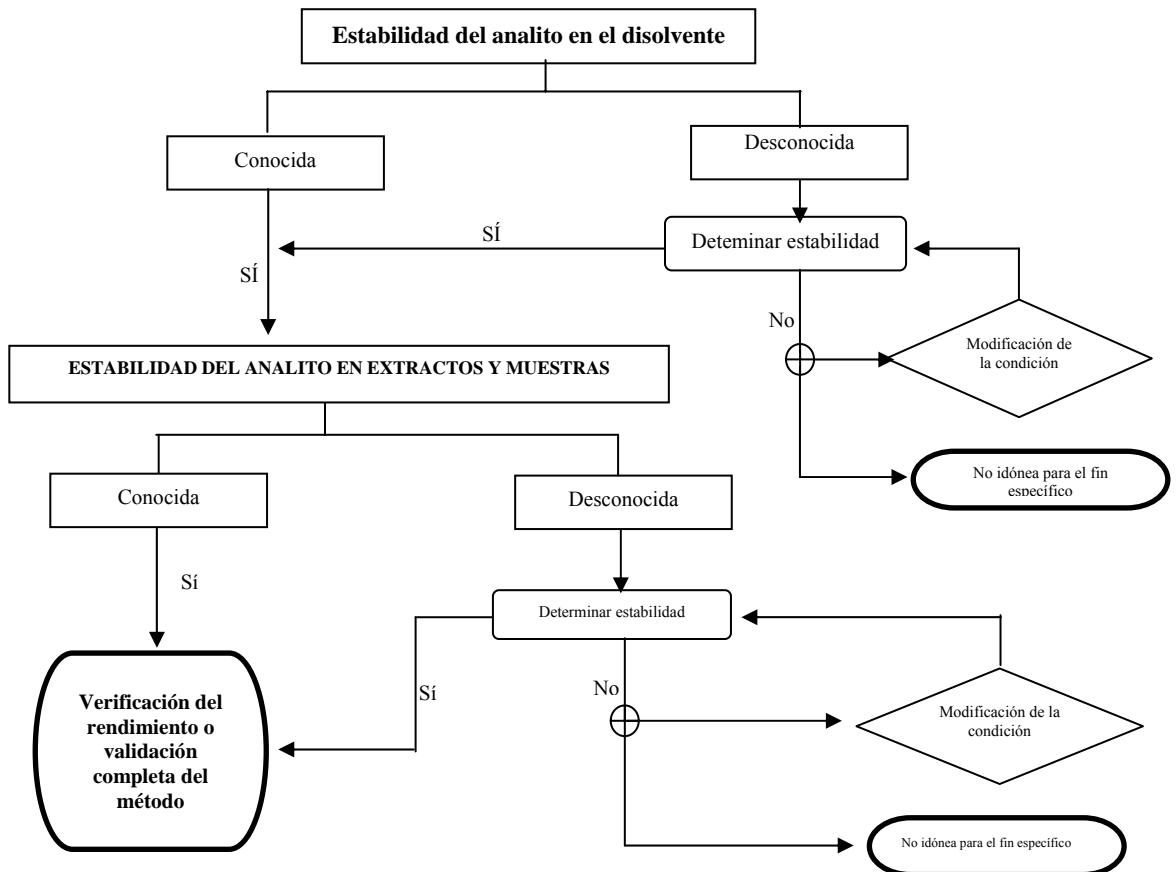 Estabilidad del analito en el disolvente
Conocida
Desconocida
Deteminar estabilidad
SÍ
SÍ
No
Modificación de
la condición
No idónea para el fin
específico
ESTABILIDAD DEL ANALITO EN EXTRACTOS Y MUESTRAS
Conocida
Desconocida
Sí
Determinar estabilidad
Sí
No
Modificación de la
condición
Verificación del
rendimiento o
validación
completa del
método
No idónea para el fin específico